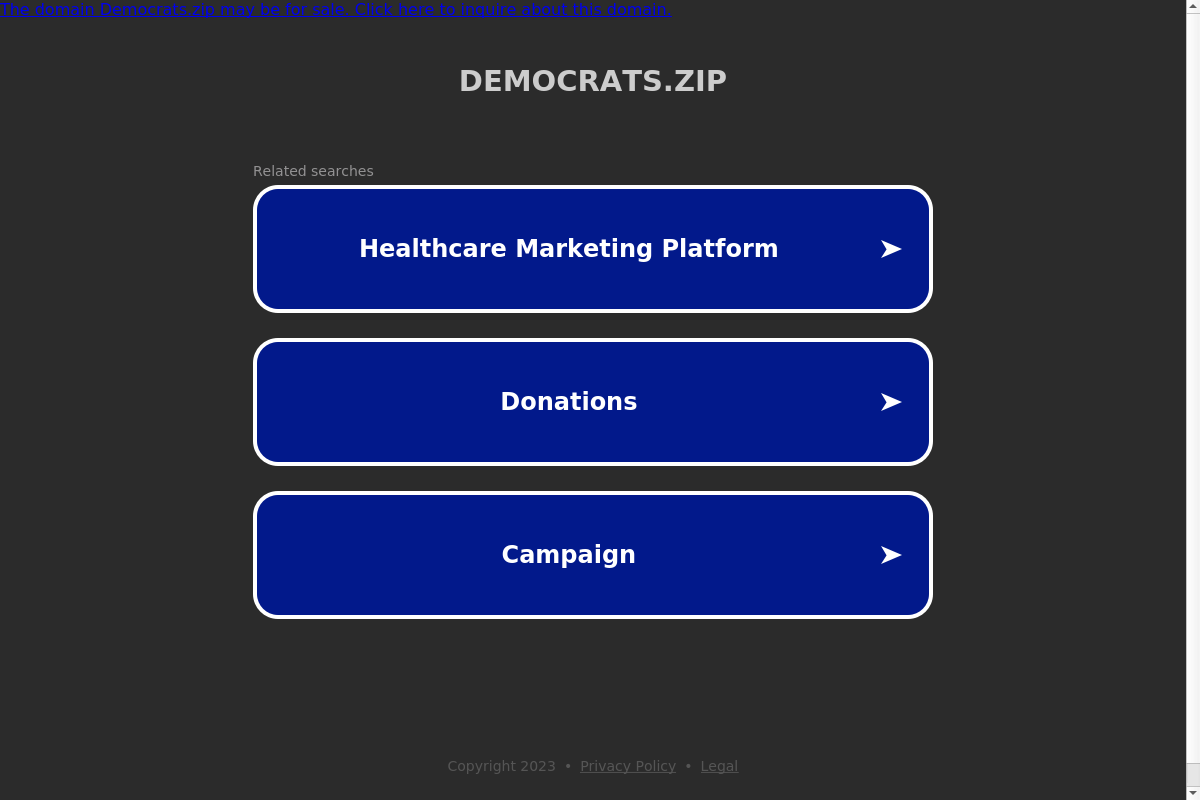 The domain Democrats.zip may be for sale. Click here to inquire about this domain.
DEMOCRATS.ZIP
Related searches
Healthcare Marketing Platform
Donations
Campaign
Copyright 2023 • Privacy Policy • Legal